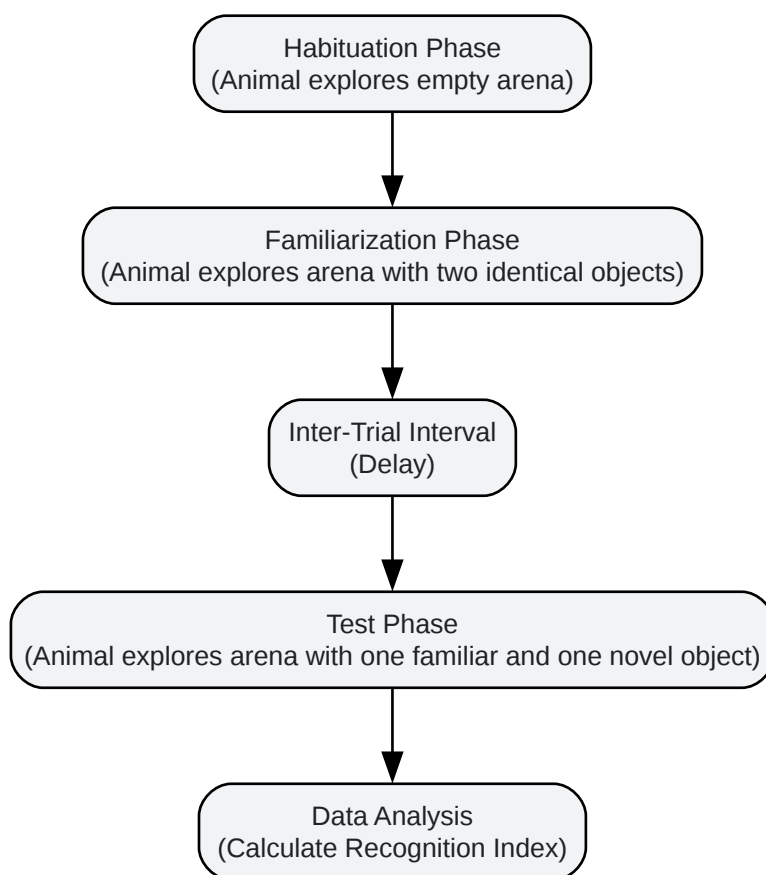 Habituation Phase
(Animal explores empty arena)
Familiarization Phase
(Animal explores arena with two identical objects)
Inter-Trial Interval
(Delay)
Test Phase
(Animal explores arena with one familiar and one novel object)
Data Analysis
(Calculate Recognition Index)